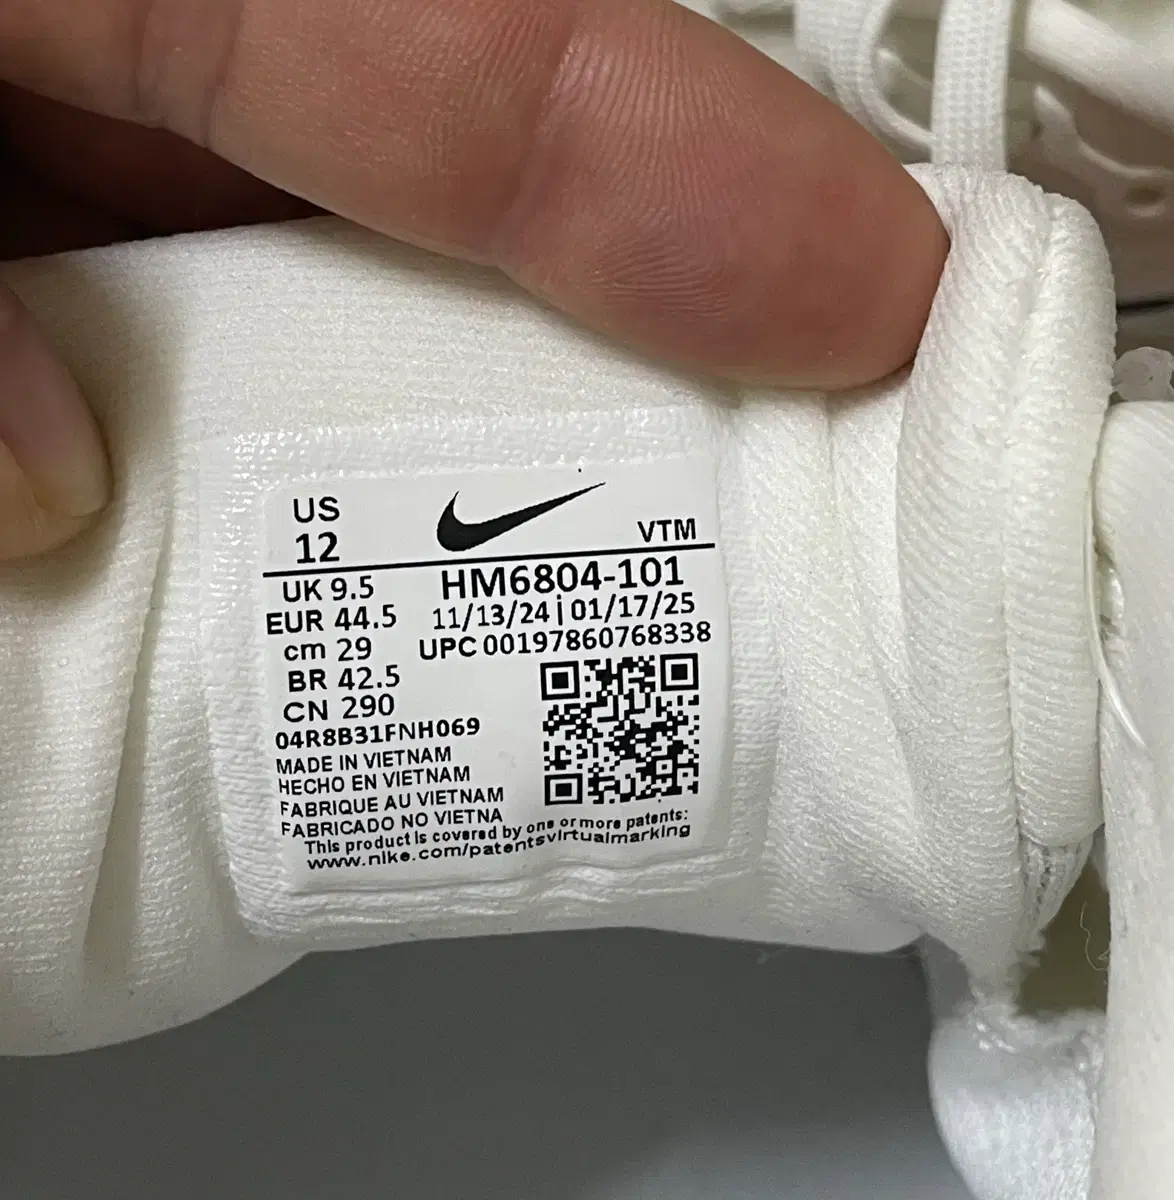 US
12
VTM
UK 9.5
EUR 44.5
cm 29
BR 42.5
CN 290
HM6804-101
11/13/24 | 01/17/25
UPC 00197860768338
04R8B31FNH069
MADE IN VIETNAM
HECHO EN VIETNAM
FABRIQUE AU VIETNAM
FABRICADO NO VIETNA
This product is covered by one or more patents:
www.nike.com/patentsvirtualmarking